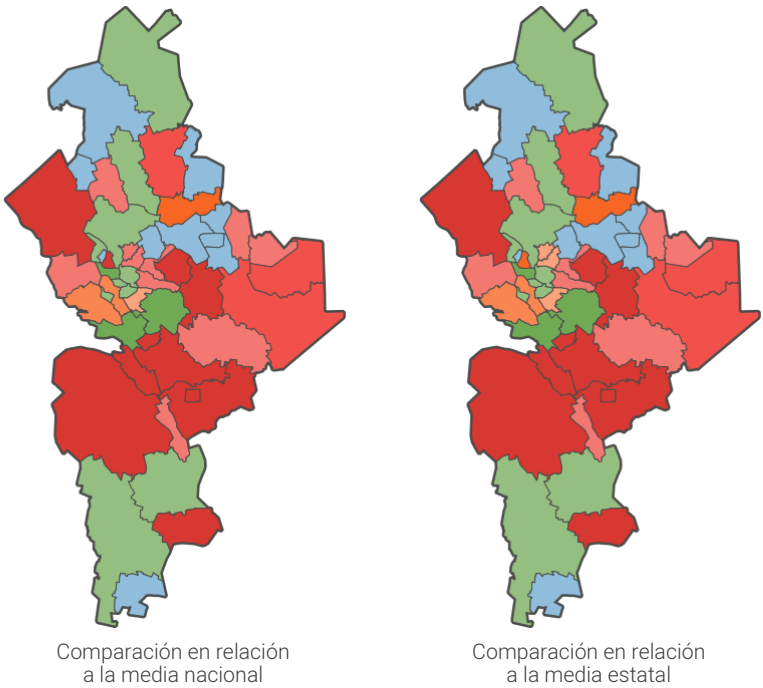 Comparación en relación
a la media nacional
Comparación en relación
a la media estatal